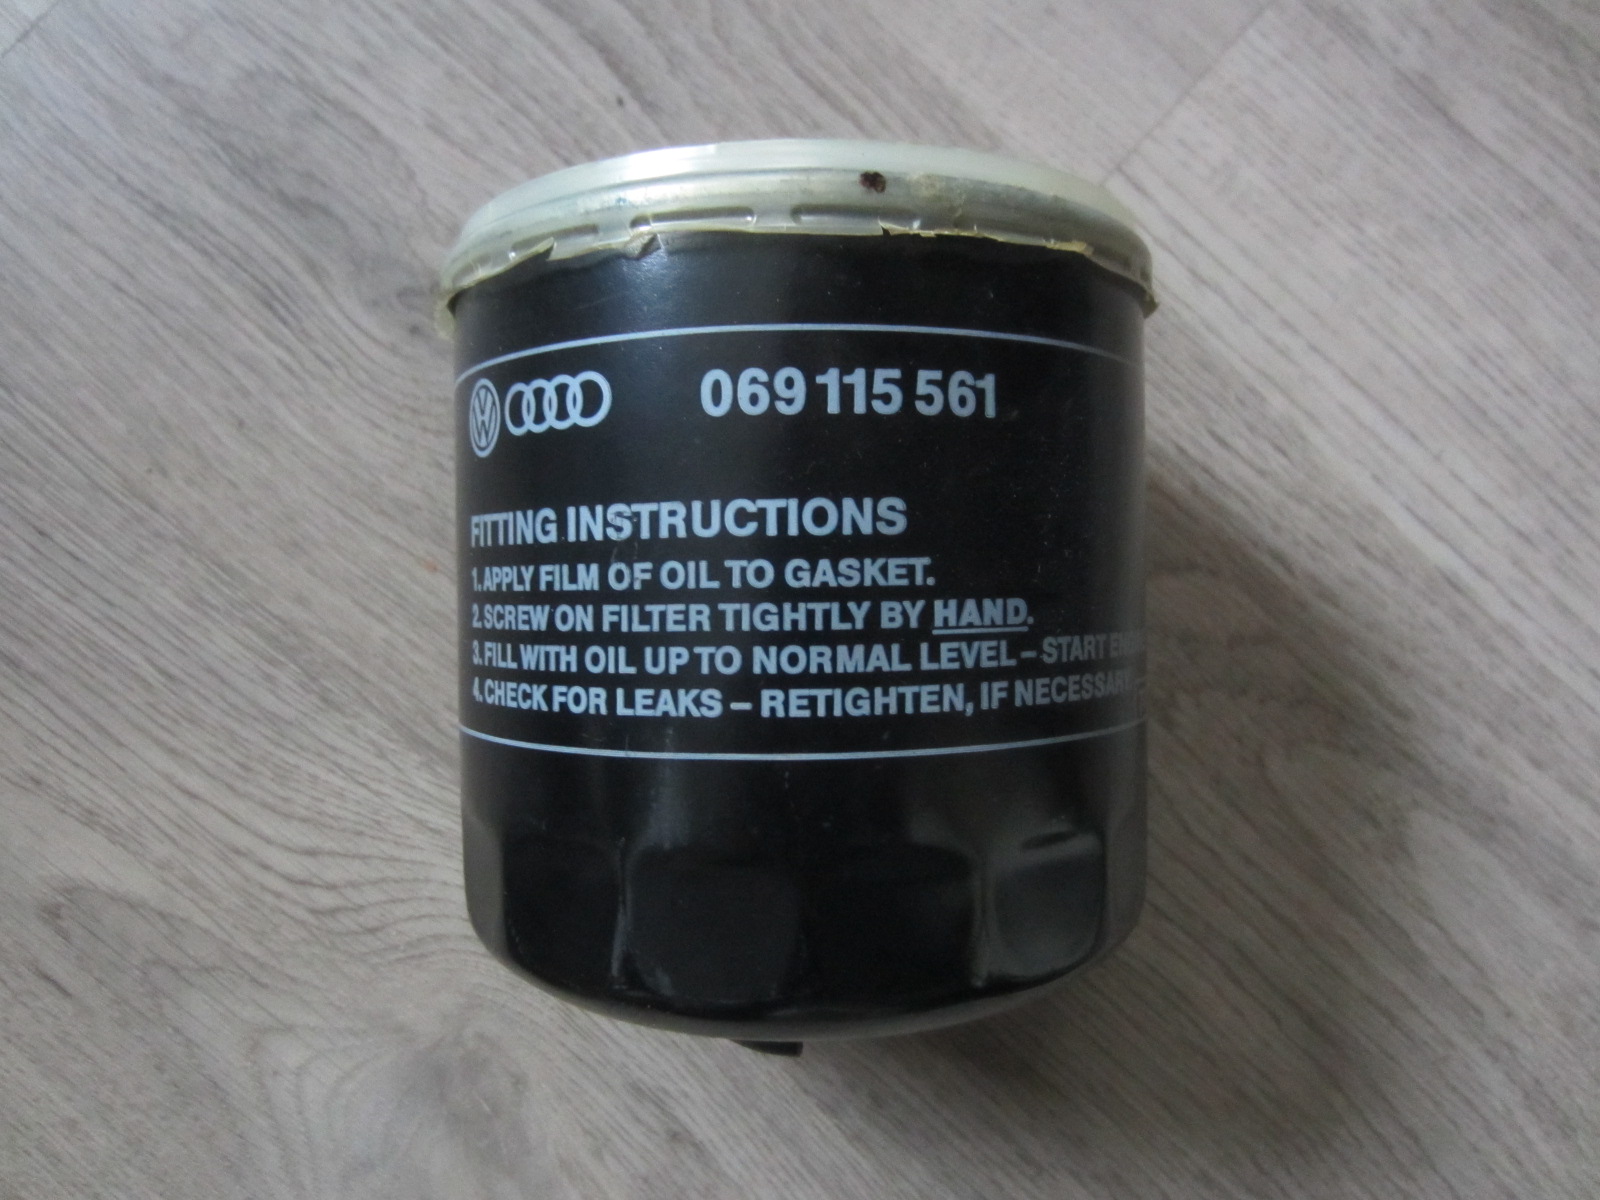 069 115 561
FITTING INSTRUCTIONS
1. APPLY FILM OF OIL TO GASKET.
2. SCREW ON FILTER TIGHTLY BY HAND.
3. FILL WITH OIL UP TO NORMAL LEVEL – START
4. CHECK FOR LEAKS – RETIGHTEN, IF NECESSARY